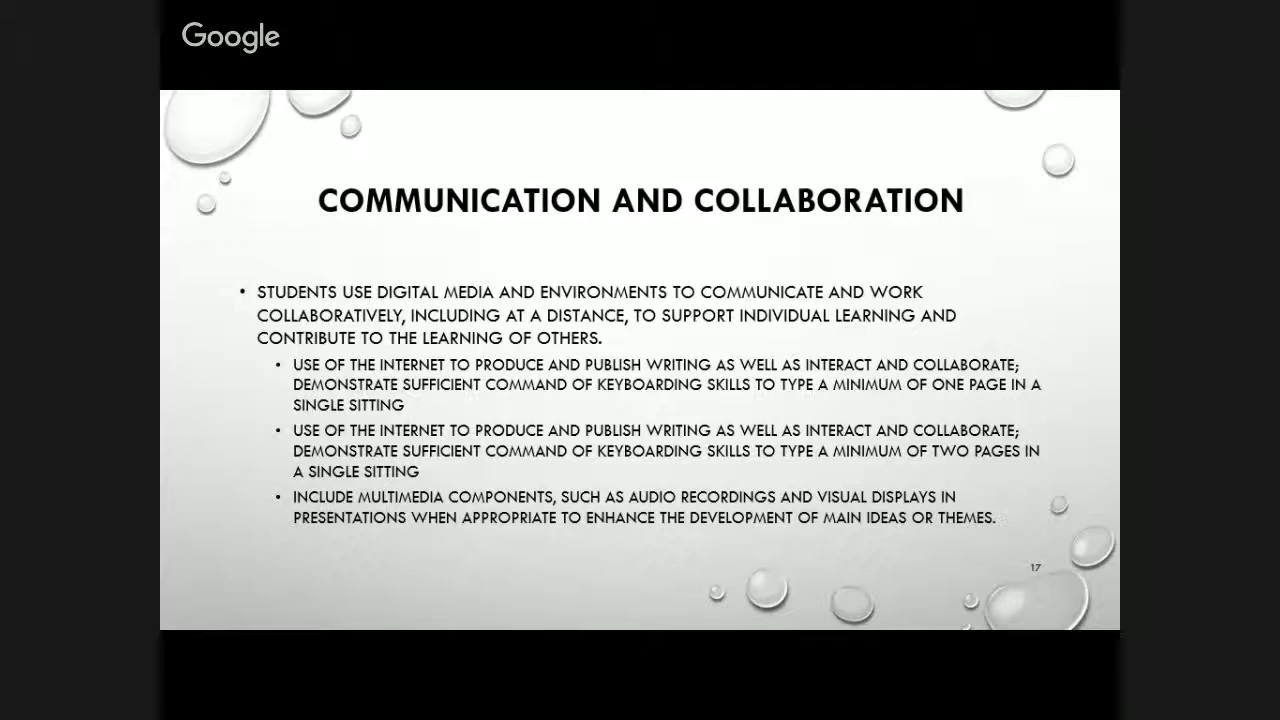 Google
COMMUNICATION AND COLLABORATION
• STUDENTS USE DIGITAL MEDIA AND ENVIRONMENTS TO COMMUNICATE AND WORK
COLLABORATIVELY, INCLUDING AT A DISTANCE, TO SUPPORT INDIVIDUAL LEARNING AND
CONTRIBUTE TO THE LEARNING OF OTHERS.
• USE OF THE INTERNET TO PRODUCE AND PUBLISH WRITING AS WELL AS INTERACT AND COLLABORATE;
DEMONSTRATE SUFFICIENT COMMAND OF KEYBOARDING SKILLS TO TYPE A MINIMUM OF ONE PAGE IN A
SINGLE SITTING
• USE OF THE INTERNET TO PRODUCE AND PUBLISH WRITING AS WELL AS INTERACT AND COLLABORATE;
DEMONSTRATE SUFFICIENT COMMAND OF KEYBOARDING SKILLS TO TYPE A MINIMUM OF TWO PAGES IN
A SINGLE SITTING
• INCLUDE MULTIMEDIA COMPONENTS, SUCH AS AUDIO RECORDINGS AND VISUAL DISPLAYS IN
PRESENTATIONS WHEN APPROPRIATE TO ENHANCE THE DEVELOPMENT OF MAIN IDEAS OR THEMES.
17